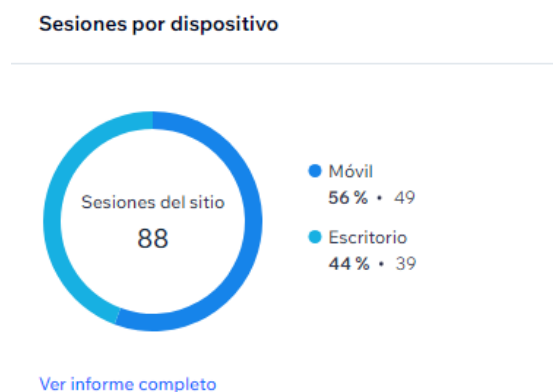 Sesiones por dispositivo
Sesiones del sitio
88
Móvil
56 % • 49
Escritorio
44 % • 39
Ver informe completo